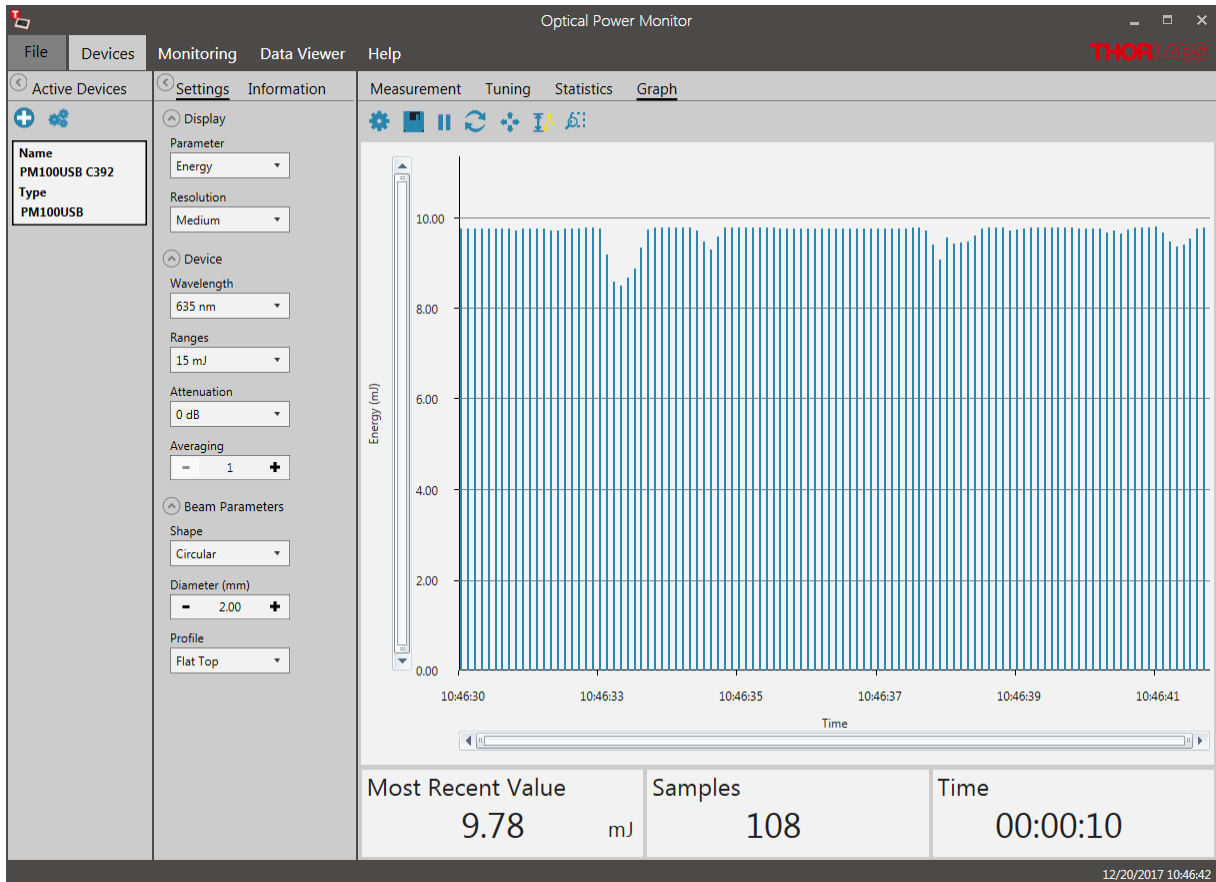 Optical Power Monitor
File
Devices
Monitoring
Data Viewer
Help
THORLABS
Active Devices
Name
PM100USB C392
Type
PM100USB
Settings
Information
Display
Parameter
Energy
Resolution
Medium
Device
Wavelength
635 nm
Ranges
15 mJ
Attenuation
0 dB
Averaging
- 1 +
Beam Parameters
Shape
Circular
Diameter (mm)
- 2.00 +
Profile
Flat Top
Measurement
Tuning
Statistics
Graph
10.00
8.00
6.00
4.00
2.00
0.00
Energy (mJ)
10:46:30
10:46:33
10:46:35
10:46:37
10:46:39
10:46:41
Time
Most Recent Value
9.78 mJ
Samples
108
Time
00:00:10
12/20/2017 10:46:42